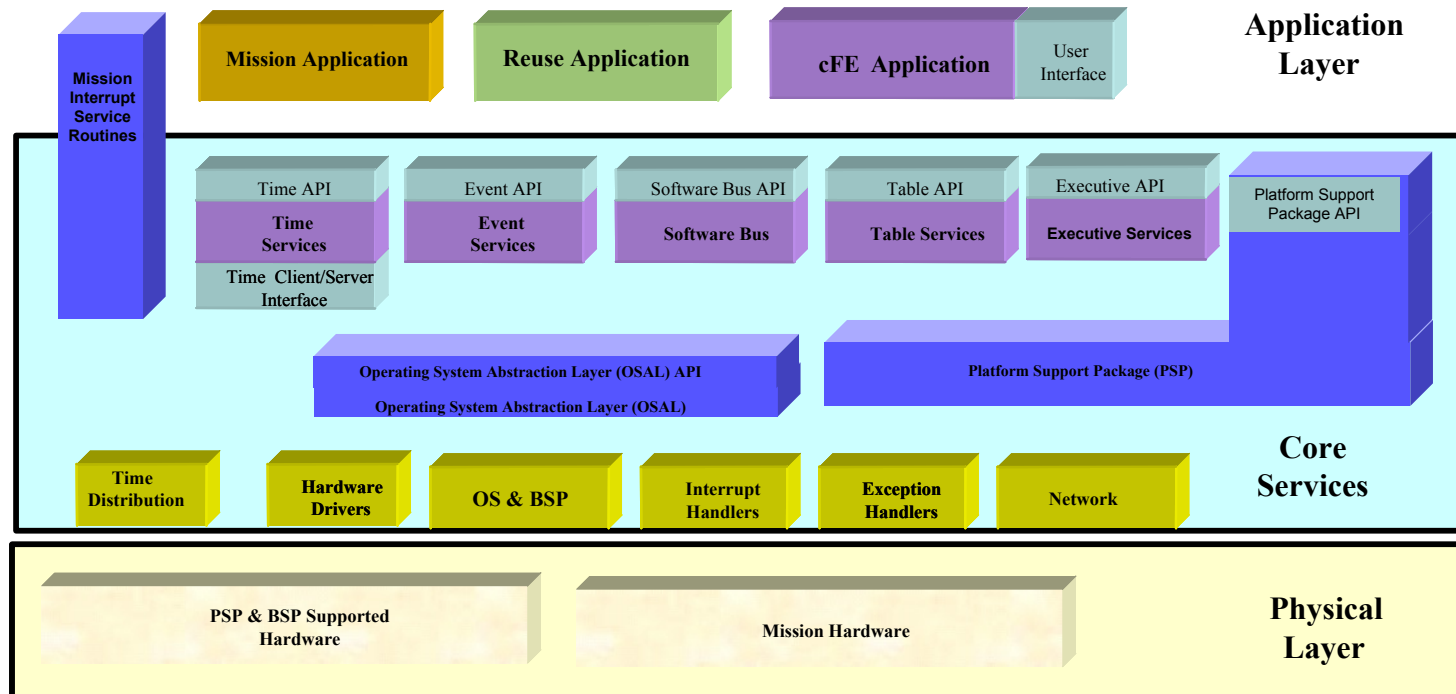 Mission
Interrupt
Service
Routines
Mission Application
Reuse Application
cFE Application
User
Interface
Application
Layer
Time API
Time
Services
Time Client/Server
Interface
Event API
Event
Services
Software Bus API
Software Bus
Table API
Table Services
Executive API
Executive Services
Platform Support
Package API
Operating System Abstraction Layer (OSAL) API
Operating System Abstraction Layer (OSAL)
Platform Support Package (PSP)
Core
Services
Time
Distribution
Hardware
Drivers
OS & BSP
Interrupt
Handlers
Exception
Handlers
Network
PSP & BSP Supported
Hardware
Mission Hardware
Physical
Layer